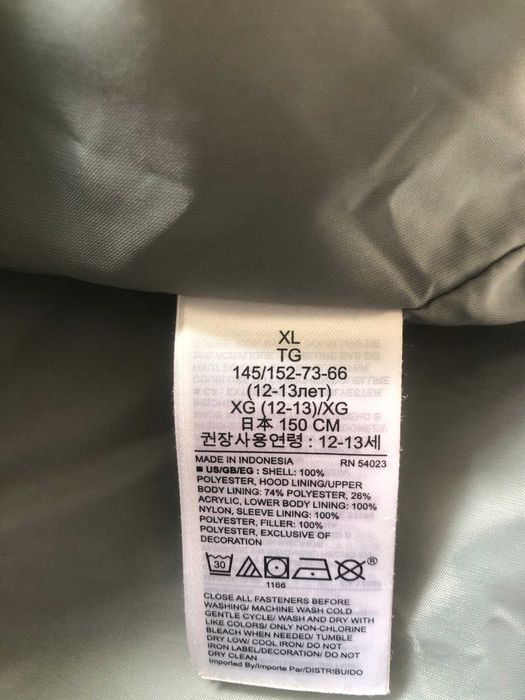 XL
TG
145/152-73-66
(12-13лет)
XG (12-13)/XG
日本 150 CM
권장사용연령 : 12-13세
MADE IN INDONESIA RN 54023
■ US/GB/EG : SHELL: 100%
POLYESTER, HOOD LINING/UPPER
BODY LINING: 74% POLYESTER, 26%
ACRYLIC, LOWER BODY LINING: 100%
NYLON, SLEEVE LINING: 100%
POLYESTER, FILLER: 100%
POLYESTER, EXCLUSIVE OF
DECORATION
30 ®
1166
CLOSE ALL FASTENERS BEFORE
WASHING/ MACHINE WASH COLD
GENTLE CYCLE/ WASH AND DRY WITH
LIKE COLORS/ ONLY NON-CHLORINE
BLEACH WHEN NEEDED/ TUMBLE
DRY LOW/ COOL IRON/ DO NOT
IRON LABEL/DECORATION/ DO NOT
DRY CLEAN
Imported By/Importe Par/DISTRIBUIDO